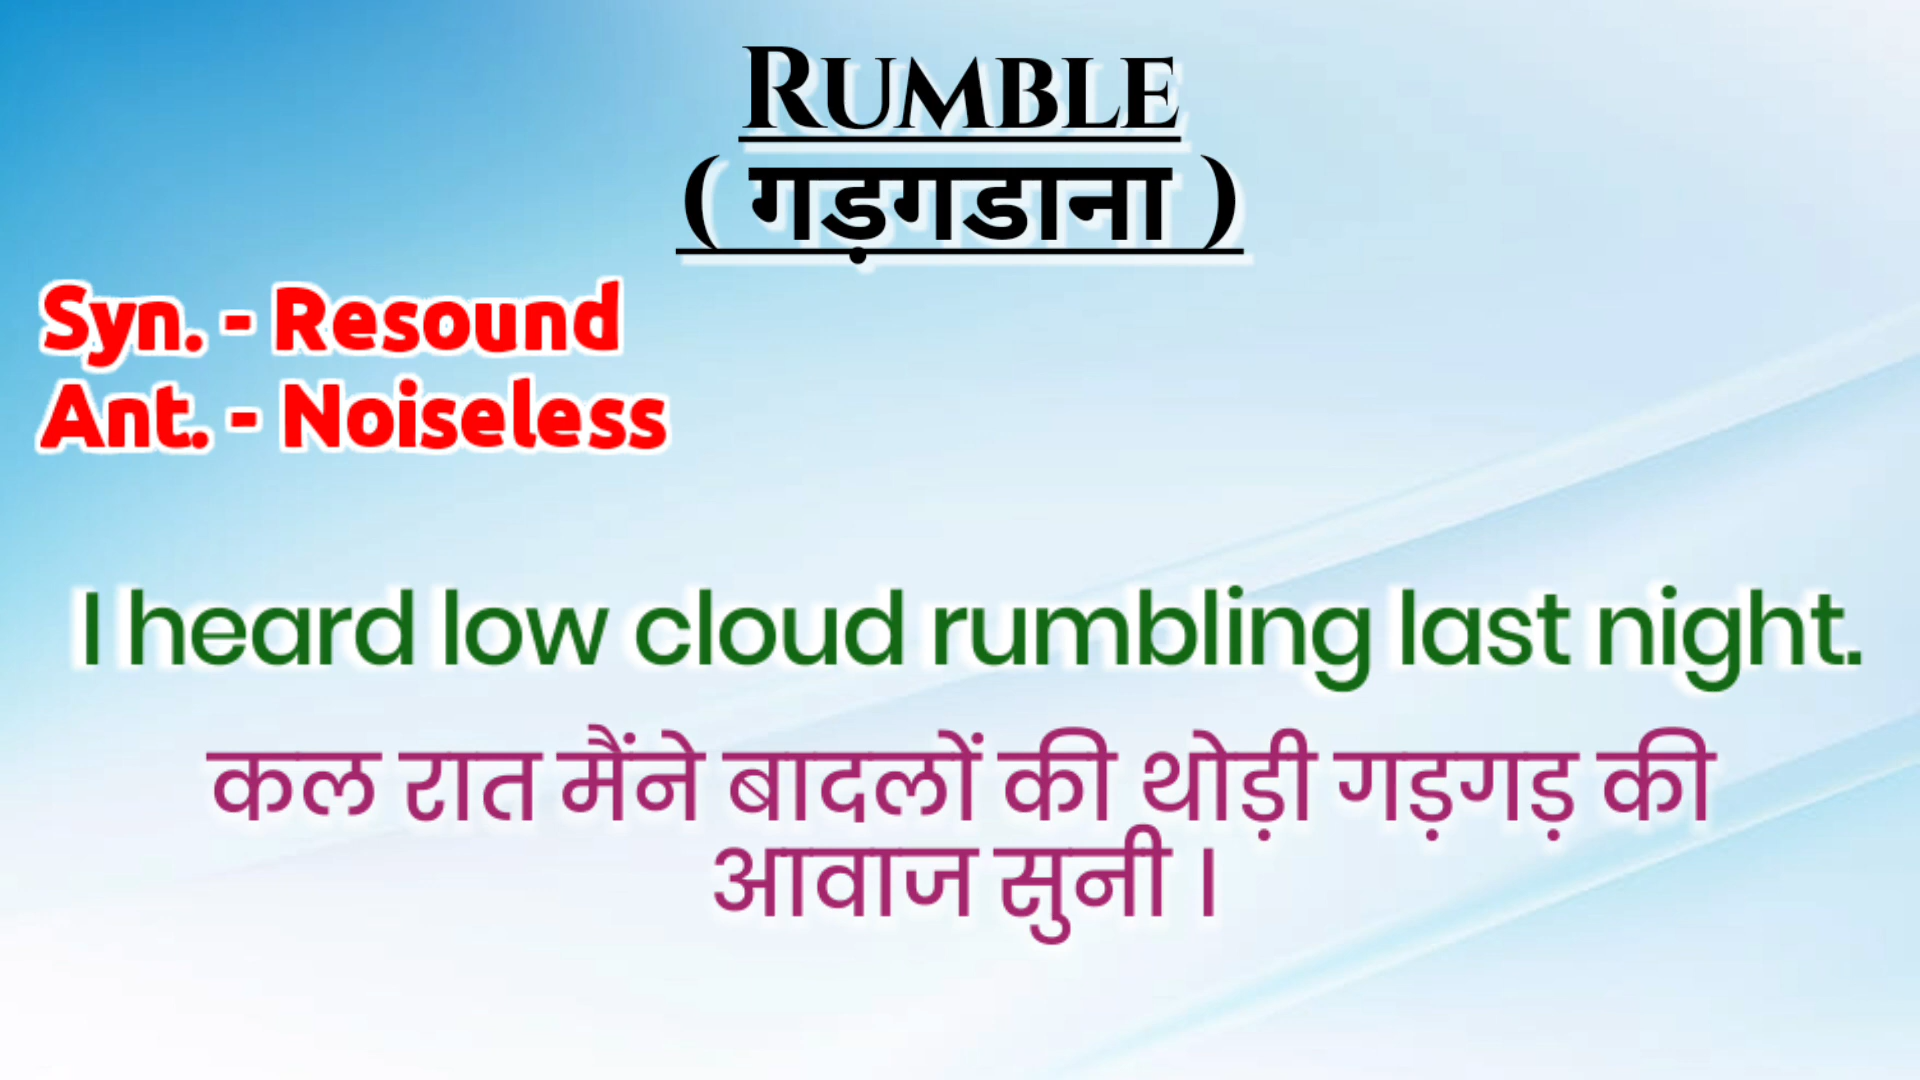 RUMBLE
( गड़गडाना )
Syn. - Resound
Ant. - Noiseless
I heard low cloud rumbling last night.
कल रात मैंने बादलों की थोड़ी गड़गड़ की
आवाज सुनी ।